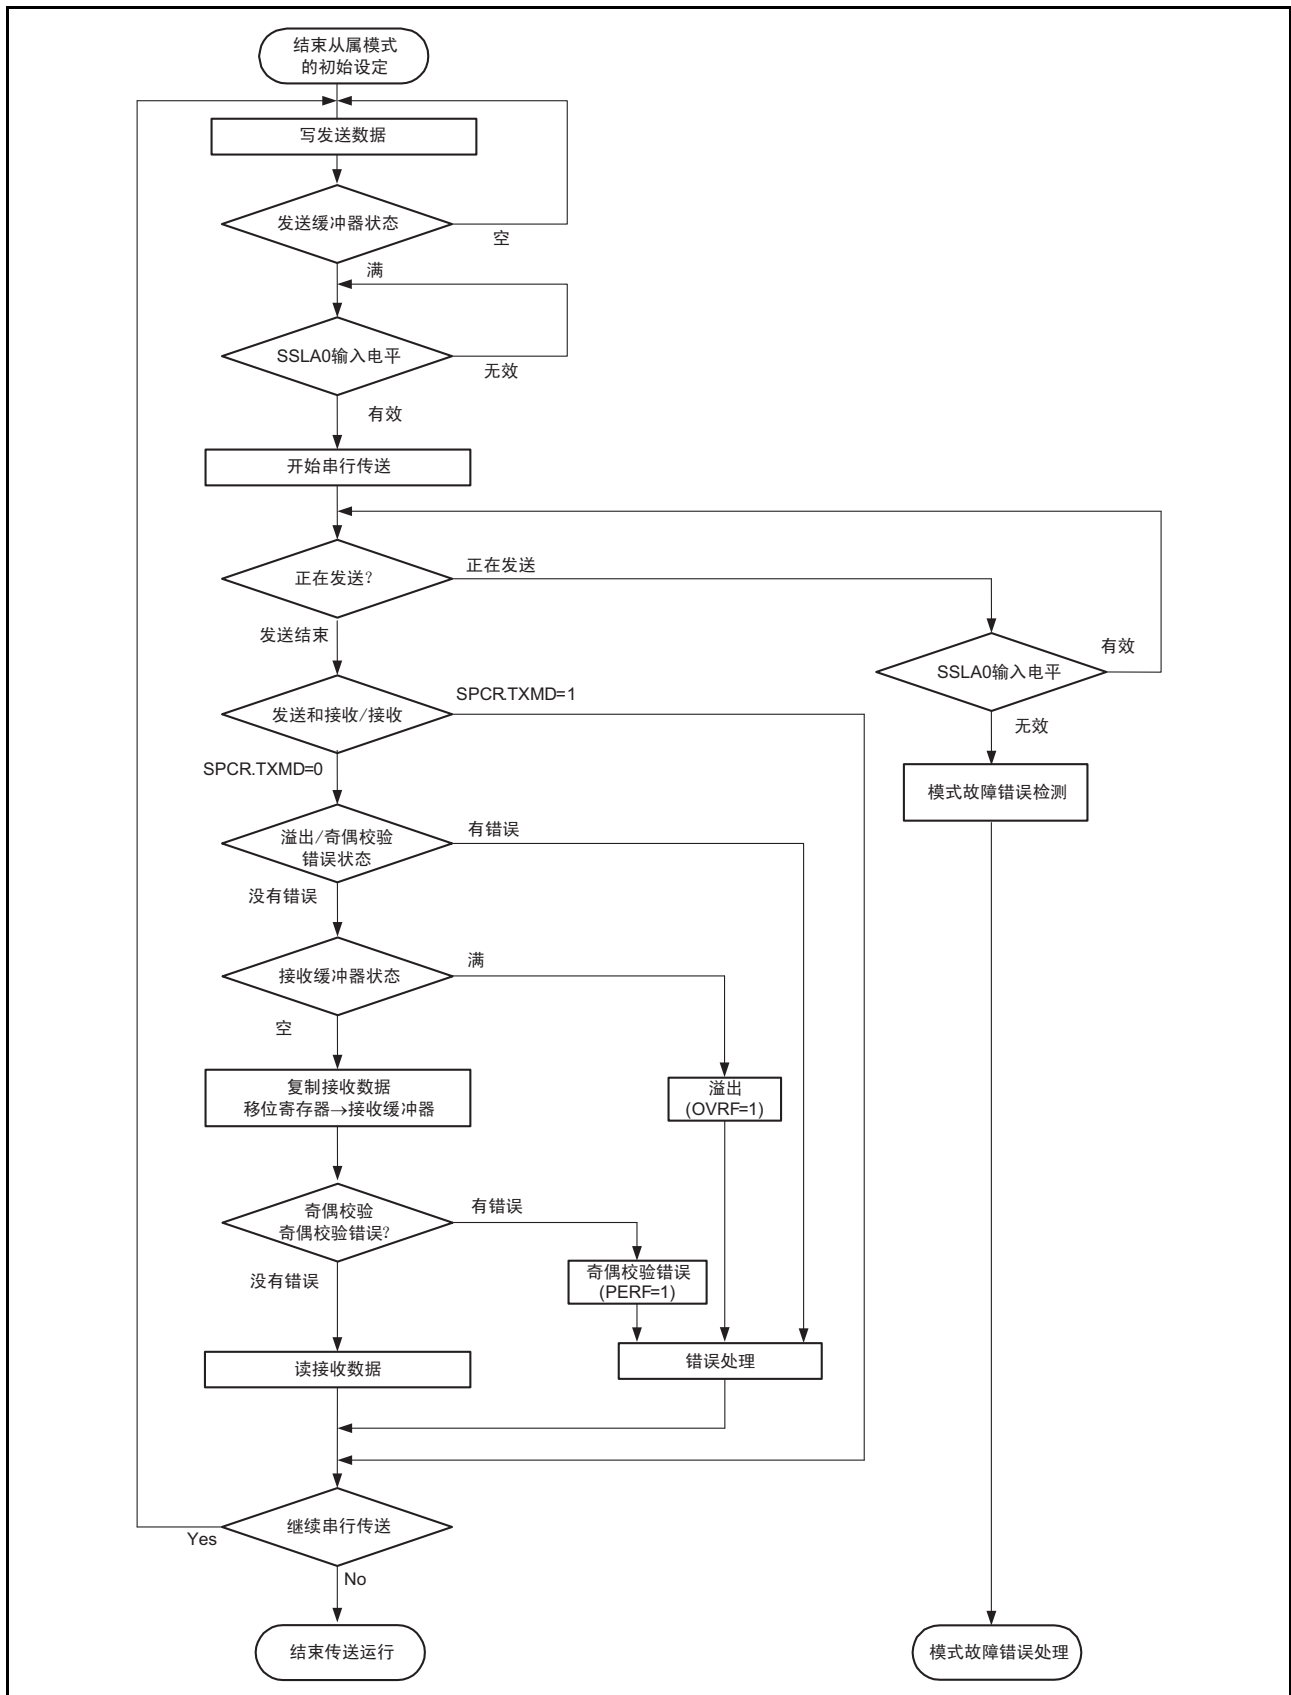 结束从属模式
的初始设定
写发送数据
发送缓冲器状态
空
满
SSLA0输入电平
无效
有效
开始串行传送
正在发送?
正在发送
发送结束
SSLA0输入电平
有效
无效
模式故障错误检测
发送和接收/接收
SPCR.TXMD=1
SPCR.TXMD=0
溢出/奇偶校验
错误状态
有错误
没有错误
接收缓冲器状态
满
空
复制接收数据
移位寄存器→接收缓冲器
溢出
(OVRF=1)
奇偶校验
奇偶校验错误?
有错误
没有错误
奇偶校验错误
(PERF=1)
读接收数据
错误处理
继续串行传送
Yes
No
结束传送运行
模式故障错误处理